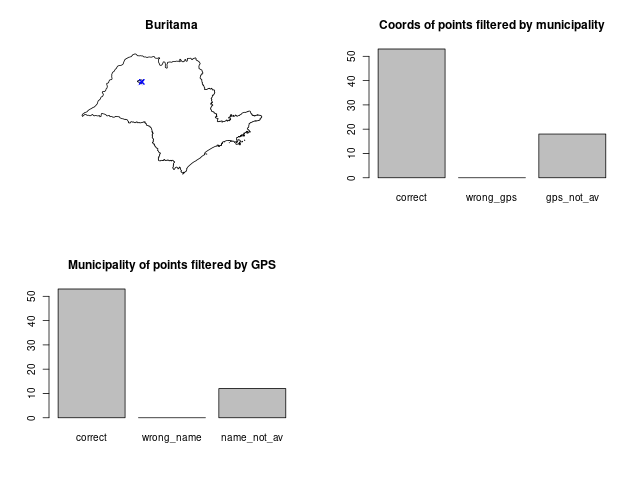 Buritama
Coords of points filtered by municipality
50
40
30
20
10
0
correct wrong_gps gps_not_av
Municipality of points filtered by GPS
50
40
30
20
10
0
correct wrong_name name_not_av